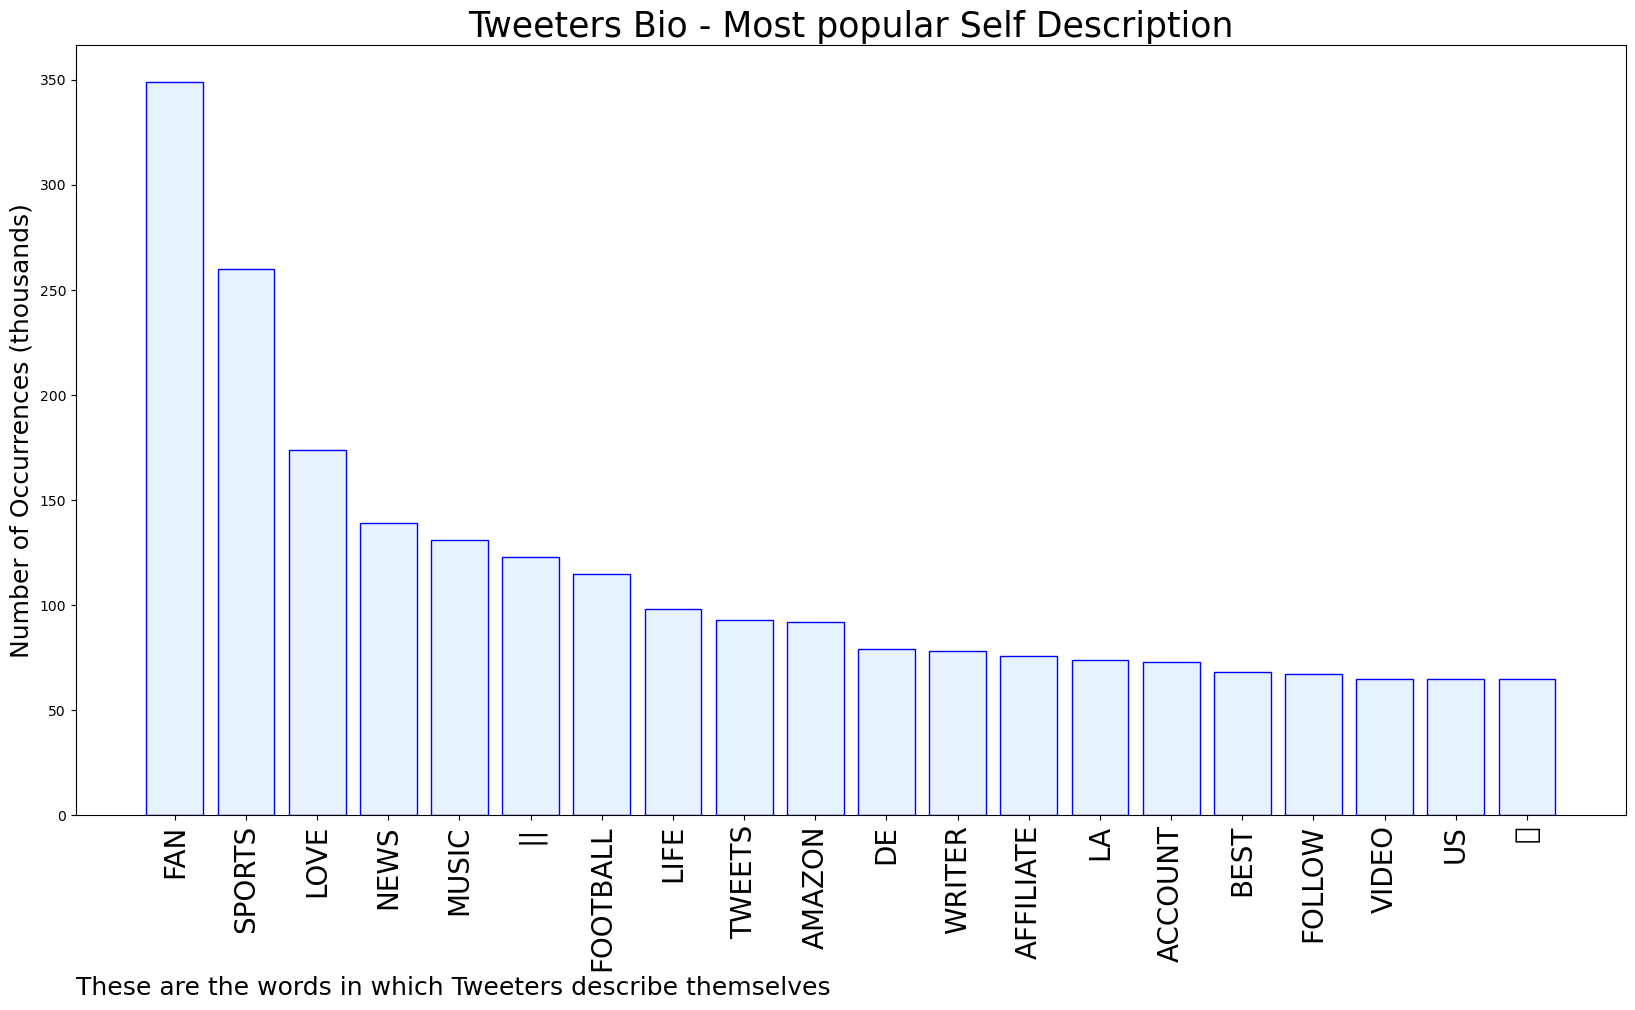 Tweeters Bio - Most popular Self Description
Number of Occurrences (thousands)
350
300
250
200
150
100
50
0
FAN
SPORTS
LOVE
NEWS
MUSIC
||
FOOTBALL
LIFE
TWEETS
AMAZON
DE
WRITER
AFFILIATE
LA
ACCOUNT
BEST
FOLLOW
VIDEO
US
These are the words in which Tweeters describe themselves